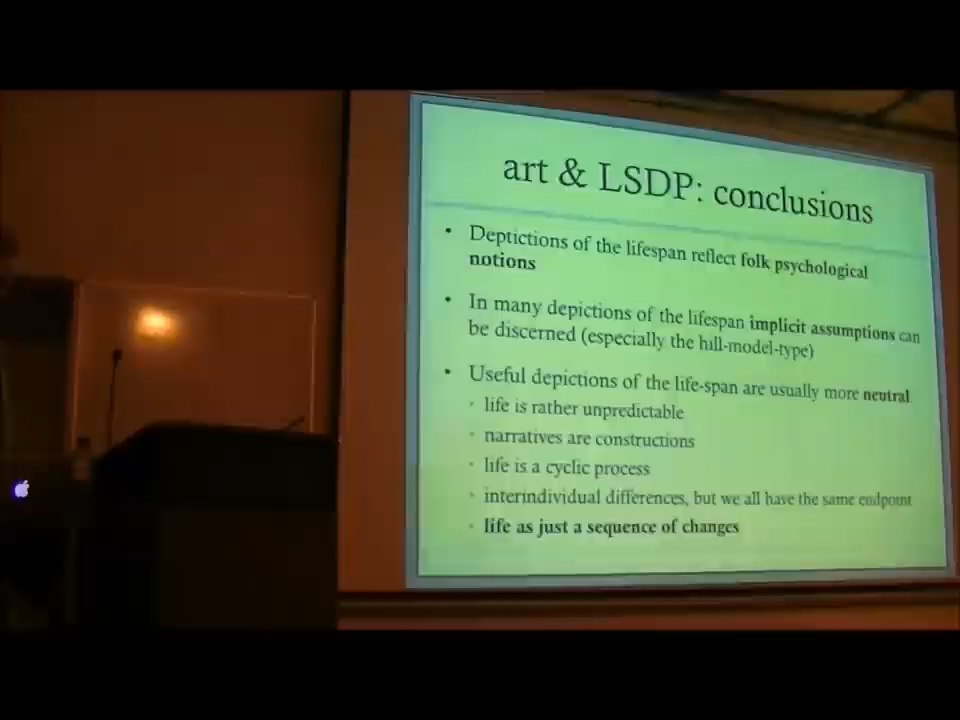 art & LSDP: conclusions
• Deptictions of the lifespan reflect folk psychological
notions
• In many depictions of the lifespan implicit assumptions can
be discerned (especially the hill-model-type)
• Useful depictions of the life-span are usually more neutral
• life is rather unpredictable
• narratives are constructions
• life is a cyclic process
• interindividual differences, but we all have the same endpoint
• life as just a sequence of changes